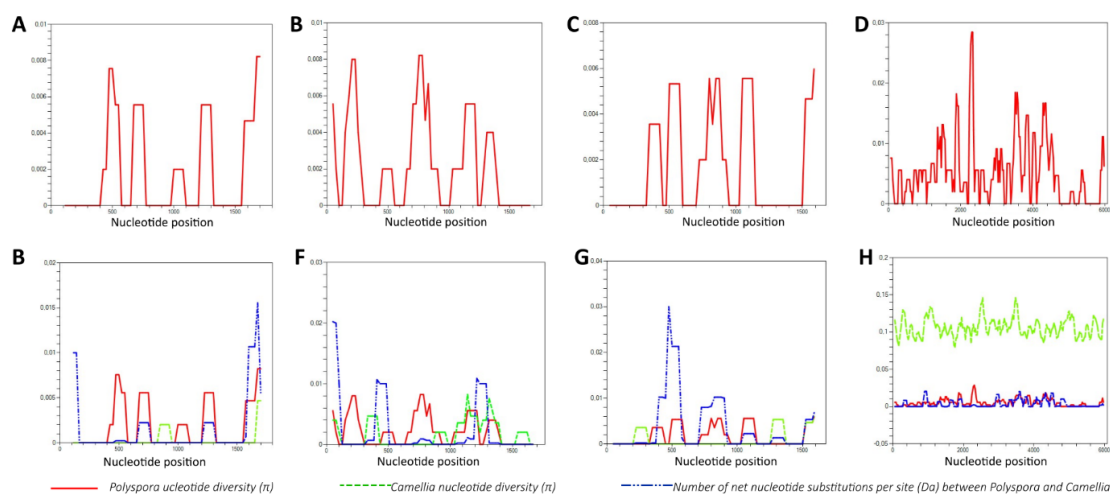 A
0,01
0,008
0,006
0,004
0,002
0
500 1000 1500
Nucleotide position
B
0,01
0,008
0,006
0,004
0,002
0
500 1000 1500
Nucleotide position
C
0,008
0,006
0,004
0,002
0
500 1000 1500
Nucleotide position
D
0,03
0,02
0,01
0
0 2000 4000 6000
Nucleotide position
B
0,02
0,015
0,01
0,005
0
500 1000 1500
Nucleotide position
F
0,03
0,02
0,01
0
500 1000 1500
Nucleotide position
G
0,04
0,03
0,02
0,01
0
500 1000 1500
Nucleotide position
H
0,2
0,15
0,1
0,05
0
-0,05
0 2000 4000 6000
Nucleotide position
Polyspora ucleotide diversity (π) Camellia nucleotide diversity (π) Number of net nucleotide substitutions per site (Da) between Polyspora and Camellia